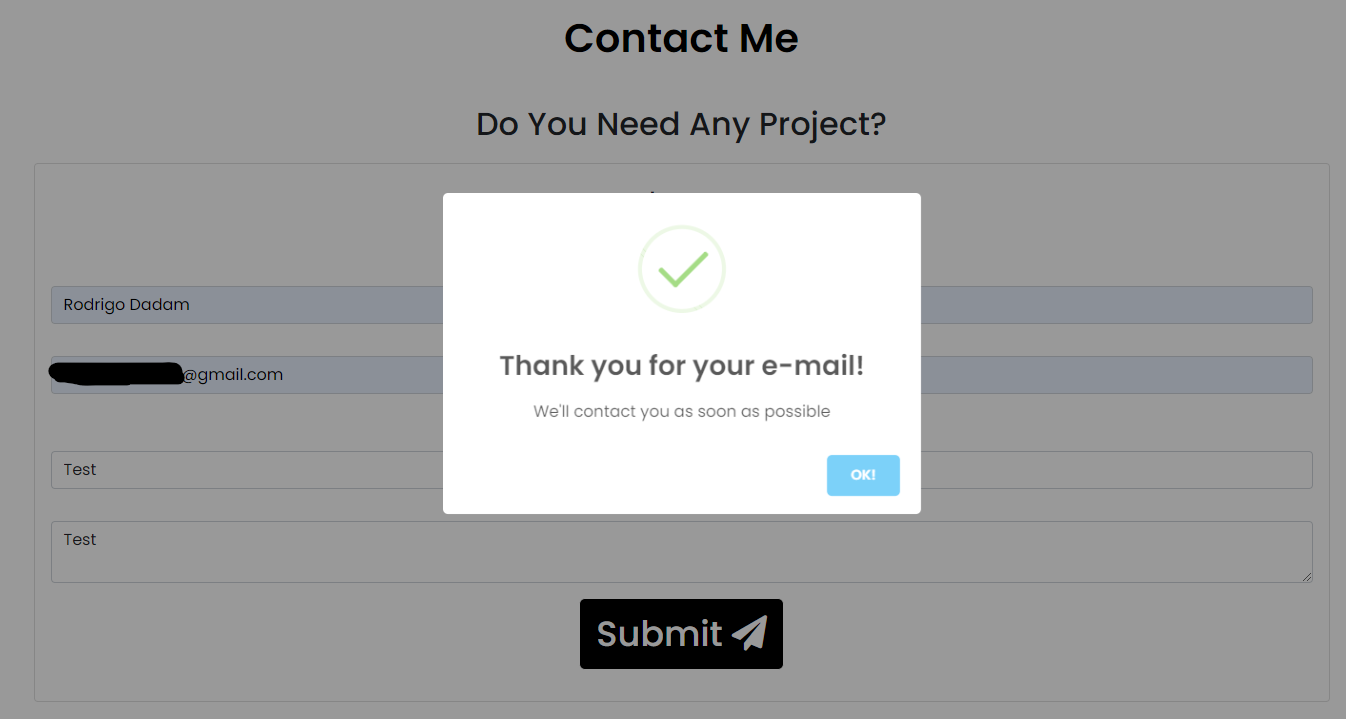 Contact Me
Do You Need Any Project?
Rodrigo Dadam
@gmail.com
Thank you for your e-mail!
We'll contact you as soon as possible
OK!
Test
Test
Submit